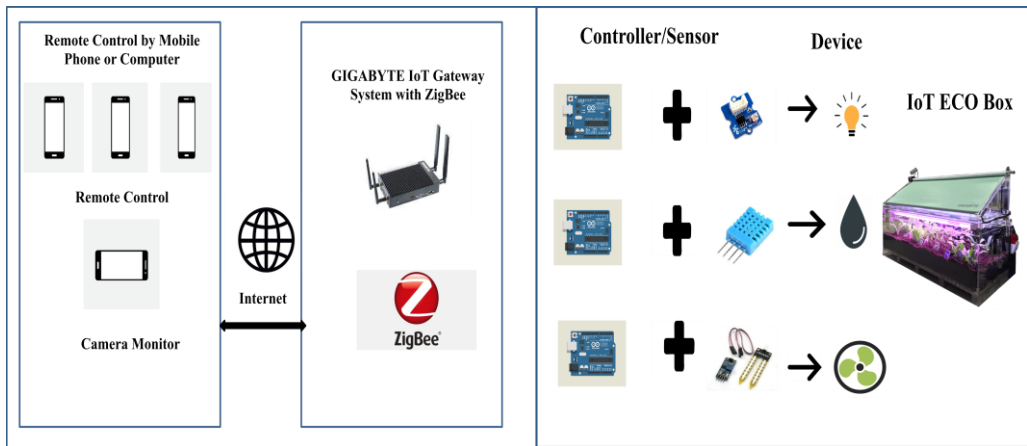 Remote Control by Mobile
Phone or Computer
Remote Control
Camera Monitor
Internet
GIGABYTE IoT Gateway
System with ZigBee
ZigBee®
Controller/Sensor
Device
IoT ECO Box